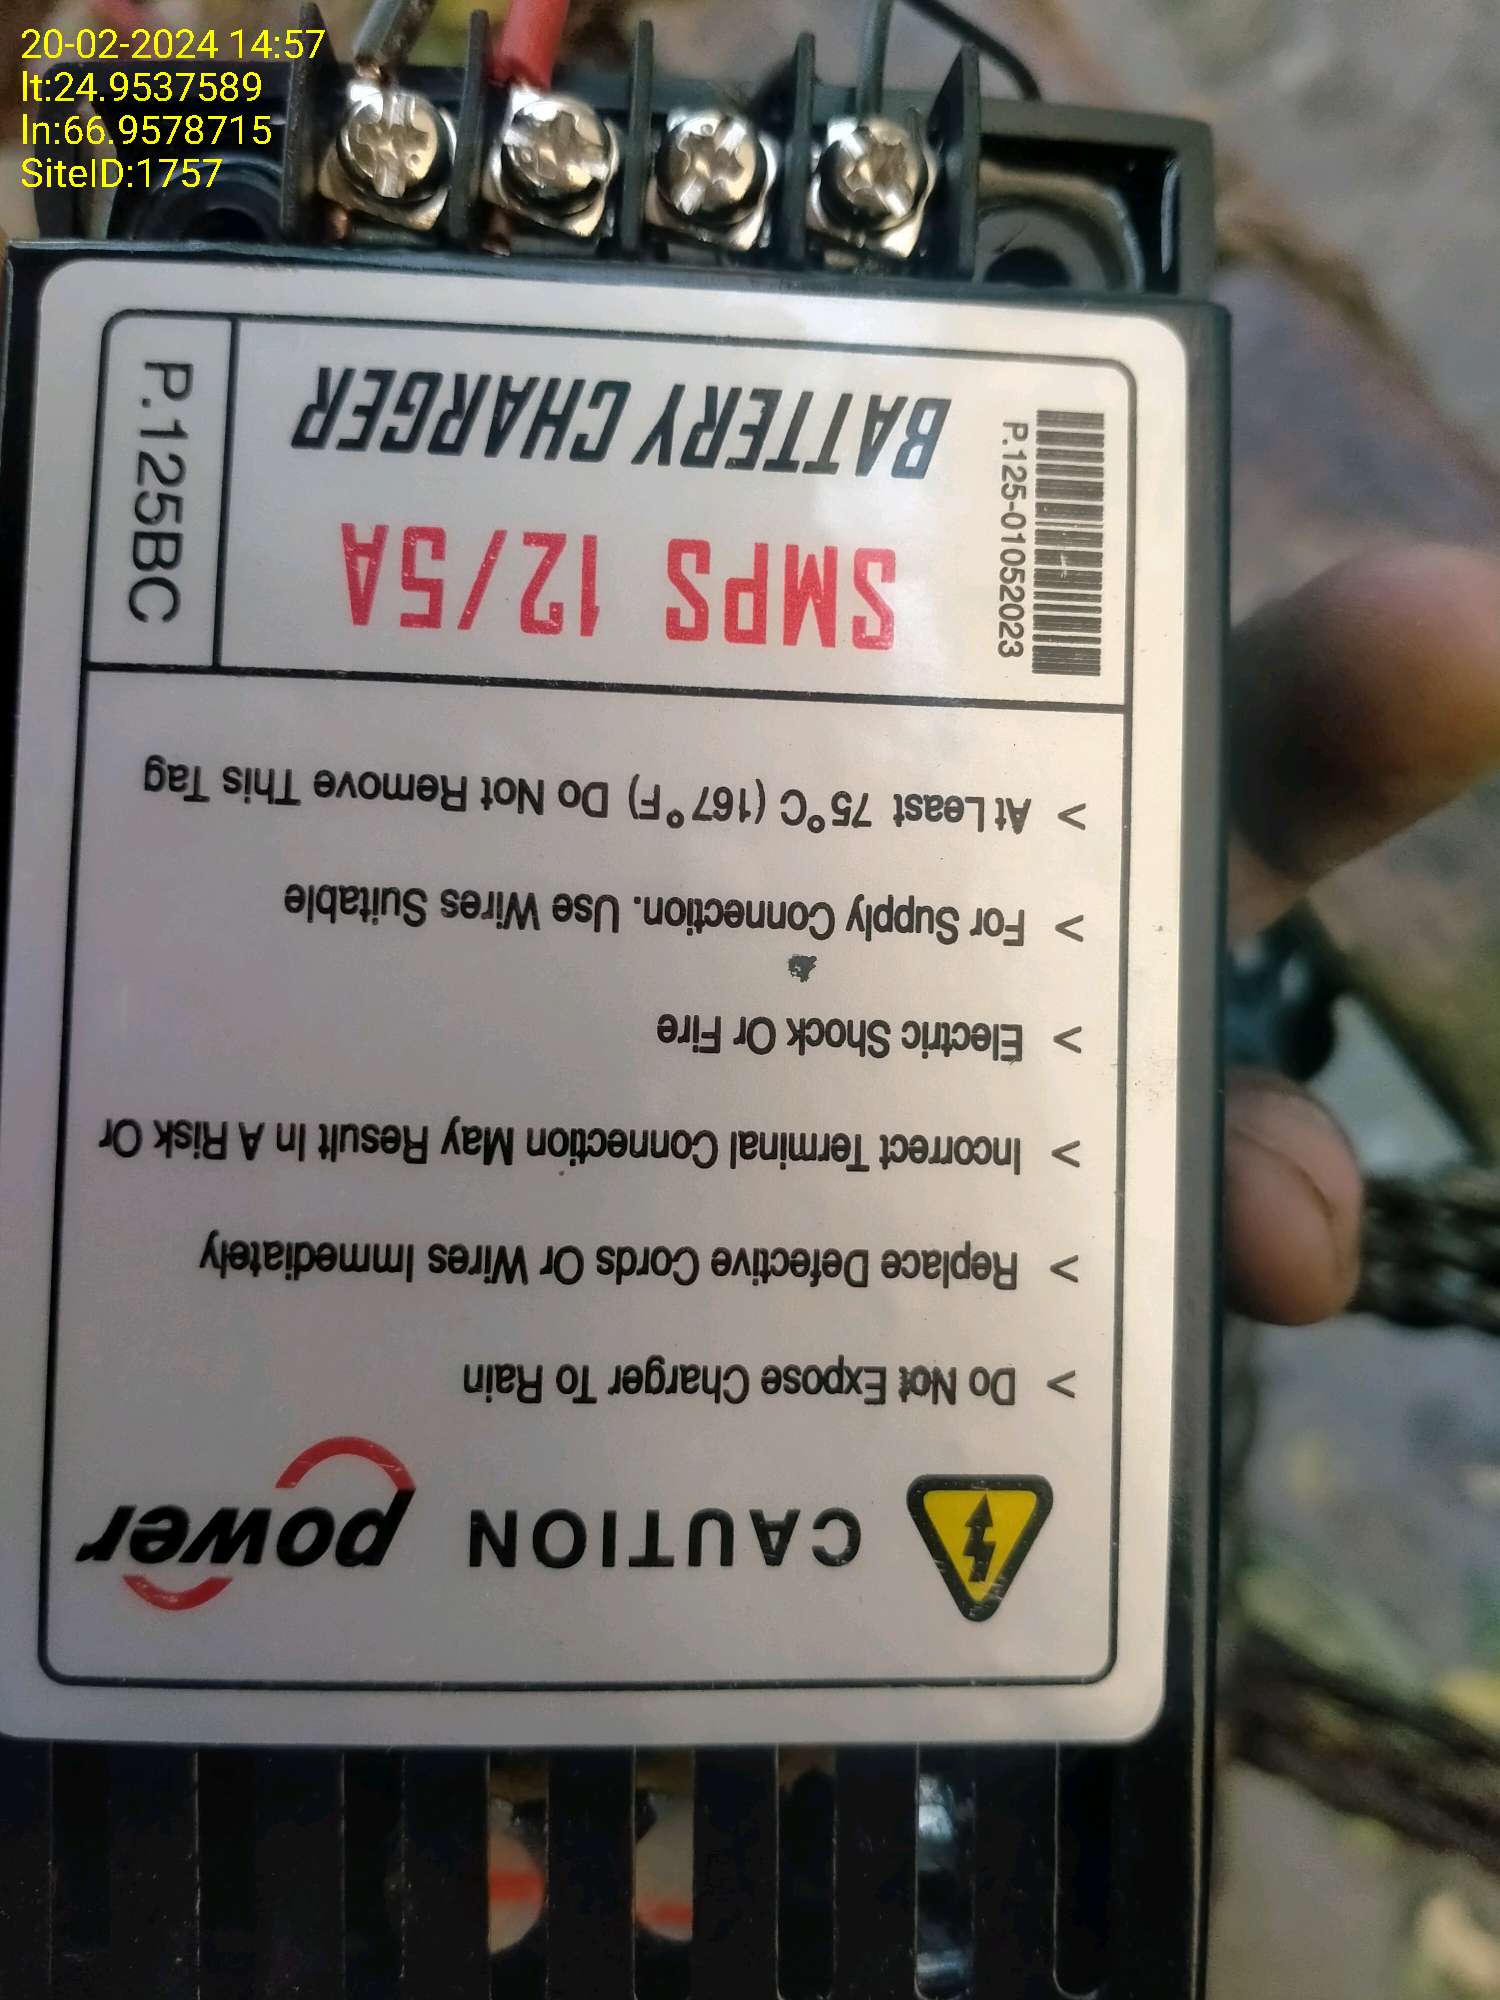 20-02-2024 14:57
lt:24.9537589
ln:66.9578715
SiteID:1757
CAUTION
power
> Do Not Expose Charger To Rain
> Replace Defective Cords Or Wires Immediately
> Incorrect Terminal Connection May Result In A Risk Or
> Electric Shock Or Fire
> For Supply Connection. Use Wires Suitable
> At Least 75°C (167°F) Do Not Remove This Tag
P.125-01052023
SMPS 12/5A
BATTERY CHARGER
P.125BC